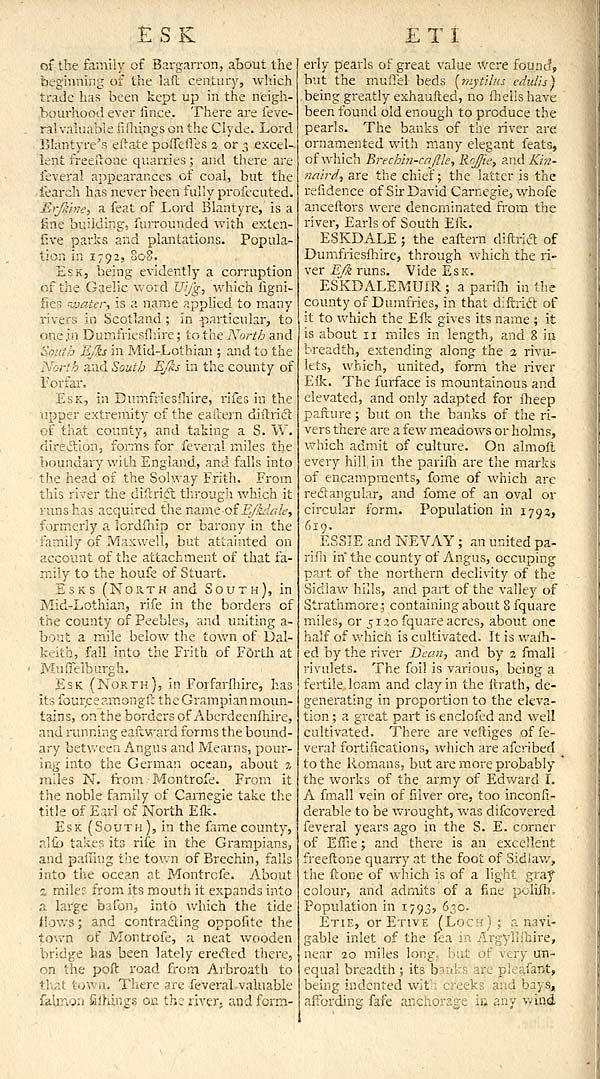 ESK
of the family of Bargarron, about the
beginning of the laſt century, which
trade has been kept up in the neigh-
bourhood ever ſince. There are ſeve-
ral valuable fiſhings on the Clyde. Lord
Blantyre's eſtate poſſeſſes 2 or 3 excel-
lent freeſtone quarries; and there are
ſeveral appearances of coal, but the
ſearch has never been fully proſecuted.
Erſkine, a ſeat of Lord Blantyre, is a
fine building, ſurrounded with exten-
ſive parks and plantations. Popula-
tion in 1792, 808.
ESK, being evidently a corruption
of the Gaelic word Uiſg, which ſigni-
fies water, is a name applied to many
rivers in Scotland; in particular, to
one in Dumfriesſhire; to the North and
South Eſks in Mid-Lothian; and to the
North and South Eſks in the county of
Forfar.
ESK, in Dumfriesſhire, riſes in the
upper extremity of the eaſtern diſtrict
of that county, and taking a S. W.
direction, forms for ſeveral miles the
boundary with England, and falls into
the head of the Solway Frith. From
this river the diſtrict through which it
runs has acquired the name of Eſkdale,
formerly a lordſhip or barony in the
family of Maxwell, but attainted on
account of the attachment of that fa-
mily to the houſe of Stuart.
ESKS (NORTH and SOUTH), in
Mid-Lothian, riſe in the borders of
the county of Peebles, and uniting a-
bout a mile below the town of Dal-
keith, fall into the Frith of Forth at
Muſſelburgh.
ESK (NORTH), in Forfarſhire, has
its ſource amongſt the Grampian moun-
tains, on the borders of Aberdeenſhire,
and running eaſtward forms the bound-
ary between Angus and Mearns, pour-
ing into the German ocean, about 2
miles N. from Montroſe. From it
the noble family of Carnegie take the
title of Earl of North Eſk.
ESK (SOUTH), in the ſame county,
alſo takes its riſe in the Grampians,
and paſſing the town of Brechin, falls
into the ocean at Montroſe. About
2 miles from its mouth it expands into
a large baſon, into which the tide
flows; and contracting oppoſite the
town of Montroſe, a neat wooden
bridge has been lately erected there,
on the poſt road from Arbroath to
that town. There are ſeveral valuable
ſalmon fiſhings on the river, and form-
ETI
erly pearls of great value were found,
but the muſſel beds (mytilus edulis)
being greatly exhauſted, no ſhells have
been found old enough to produce the
pearls. The banks of the river are
ornamented with many elegant ſeats,
of which Brechin-caſtle, Roſſie, and Kin-
naird, are the chief; the latter is the
reſidence of Sir David Carnegie, whoſe
anceſtors were denominated from the
river, Earls of South Eſk.
ESKDALE; the eaſtern diſtrict of
Dumfriesſhire, through which the ri-
ver Eſk runs. Vide ESK.
ESKDALEMUIR; a pariſh in the
county of Dumfries, in that diſtrict of
it to which the Eſk gives its name; it
is about 11 miles in length, and 8 in
breadth, extending along the 2 rivu-
lets, which, united, form the river
Eſk. The ſurface is mountainous and
elevated, and only adapted for ſheep
paſture; but on the banks of the ri-
vers there are a few meadows or holms,
which admit of culture. On almoſt
every hill in the pariſh are the marks
of encampments, ſome of which are
rectangular, and ſome of an oval or
circular form. Population in 1792,
619.
ESSIE and NEVAY; an united pa-
riſh in the county of Angus, occuping
part of the northern declivity of the
Sidlaw hills, and part of the valley of
Strathmore; containing about 8 ſquare
miles, or 5120 ſquare acres, about one
half of which is cultivated. It is waſh-
ed by the river Dean, and by 2 ſmall
rivulets. The ſoil is various, being a
fertile loam and clay in the ſtrath, de-
generating in proportion to the eleva-
tion; a great part is encloſed and well
cultivated. There are veſtiges of ſe-
veral fortifications, which are aſcribed
to the Romans, but are more probably
the works of the army of Edward I.
A ſmall vein of ſilver ore, too inconſi-
derable to be wrought, was diſcovered
ſeveral years ago in the S. E. corner
of Eſſie; and there is an excellent
freeſtone quarry at the foot of Sidlaw,
the ſtone of which is of a light gray
colour, and admits of a fine poliſh.
Population in 1793, 630.
ETIE, or ETIVE (LOCH); a navi-
gable inlet of the ſea in Argyllſhire,
near 20 miles long, but of very un-
equal breadth; its banks are pleaſant,
being indented with creeks and bays,
affording ſafe anchorage in any wind